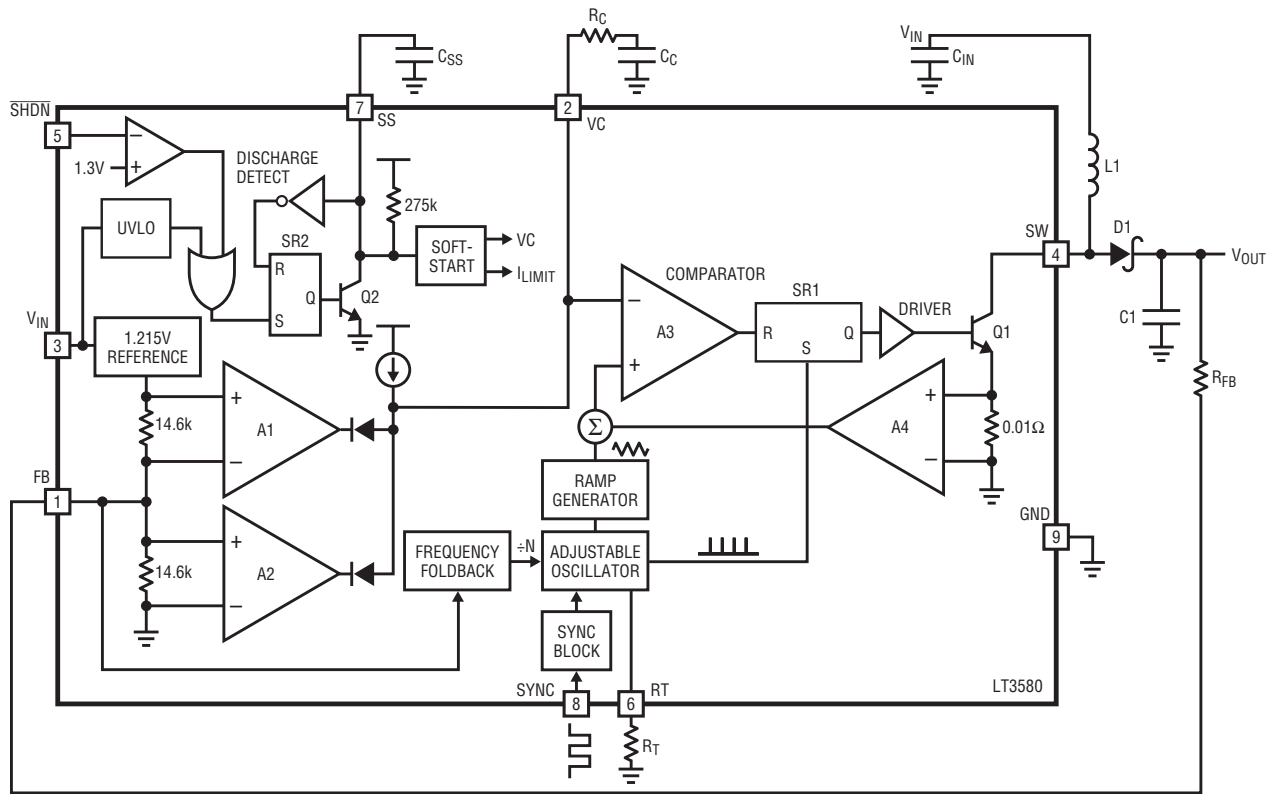 R_C
C_SS
C_C
V_IN
C_IN
SHDN
7
SS
2
VC
5
1.3V
−
+
DISCHARGE
DETECT
275k
L1
UVLO
SR2
R
Q
S
Q2
SOFT-
START
VC
I_LIMIT
SW
4
D1
V_OUT
COMPARATOR
−
A3
+
SR1
R
Q
S
DRIVER
Q1
C1
V_IN
3
1.215V
REFERENCE
R_FB
14.6k
+
A1
−
Σ
A4
+
−
0.01Ω
FB
1
RAMP
GENERATOR
GND
9
14.6k
+
A2
−
FREQUENCY
FOLDBACK
÷N
ADJUSTABLE
OSCILLATOR
SYNC
BLOCK
SYNC
8
6
RT
LT3580
R_T